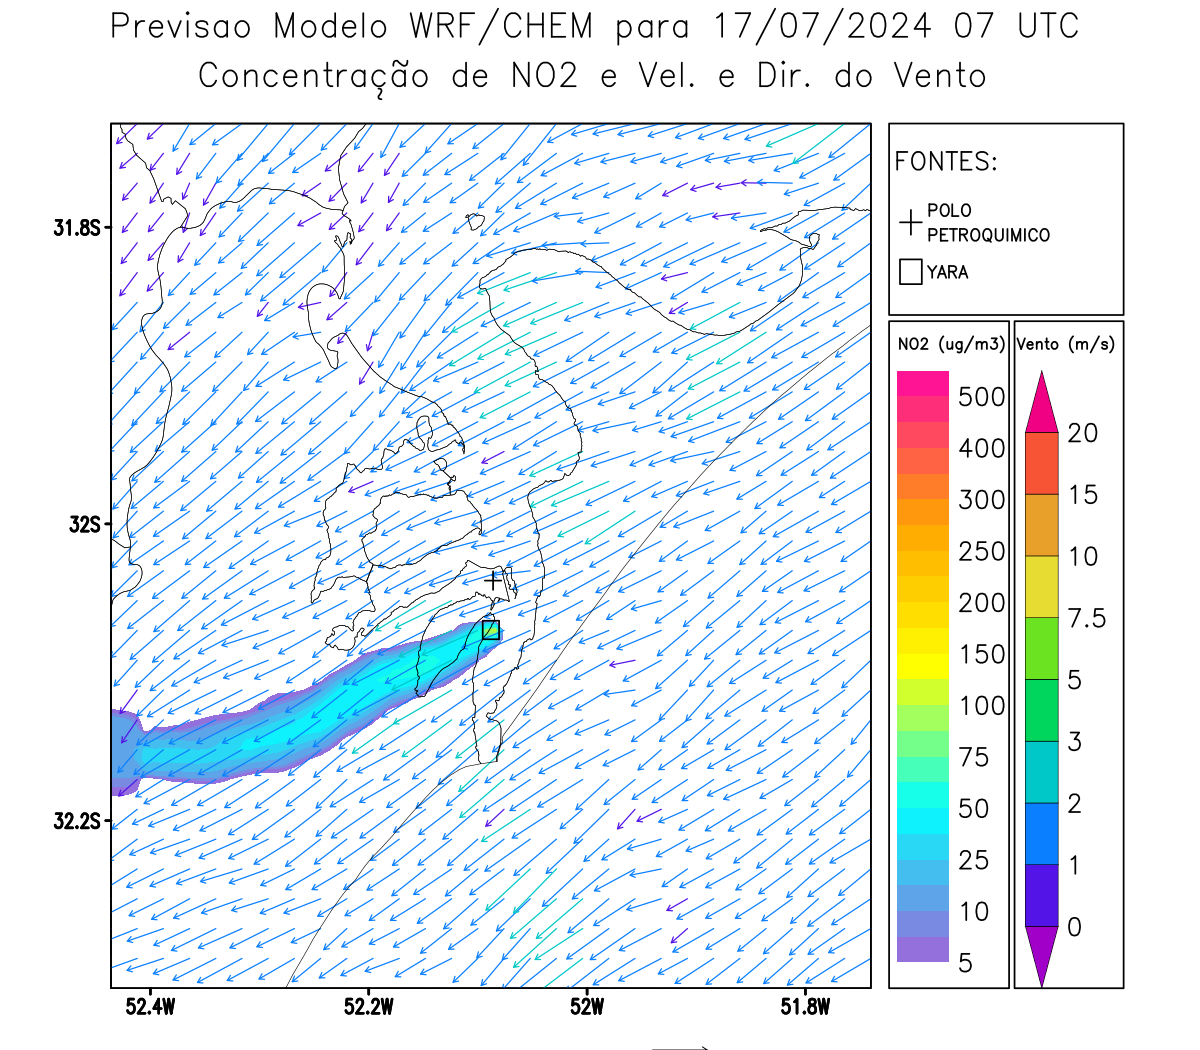 Previsao Modelo WRF/CHEM para 17/07/2024 07 UTC
Concentração de NO2 e Vel. e Dir. do Vento
FONTES:
POLO
PETROQUIMICO
YARA
NO2 (ug/m3)
500
400
300
250
200
150
100
75
50
25
10
5
Vento (m/s)
20
15
10
7.5
5
3
2
1
0
31.8S
32S
32.2S
52.4W 52.2W 52W 51.8W